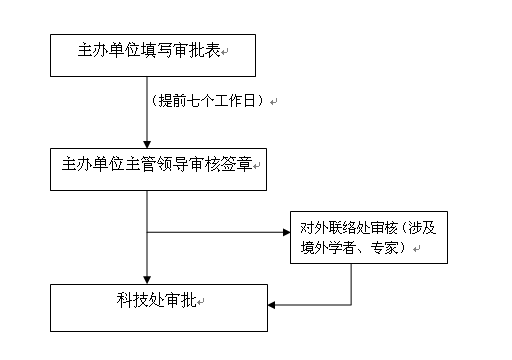 主办单位填写审批表
（提前七个工作日）
主办单位主管领导审核签章
对外联络处审核（涉及
境外学者、专家）
科技处审批